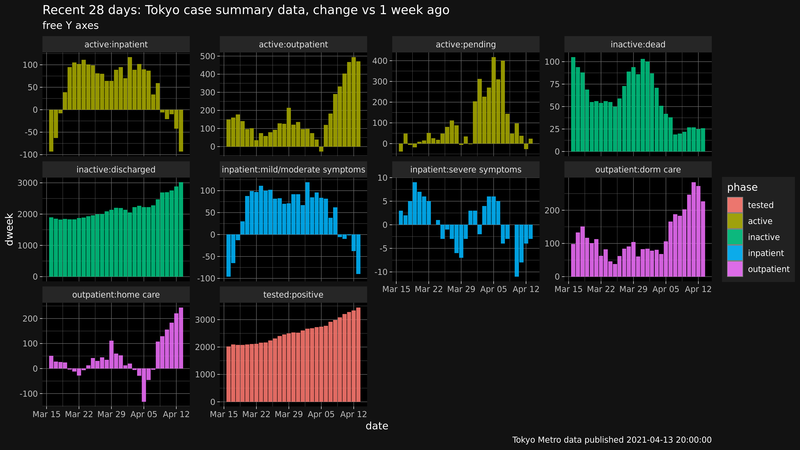 Recent 28 days: Tokyo case summary data, change vs 1 week ago
free Y axes
active:inpatient
active:outpatient
active:pending
inactive:dead
100
50
0
-50
-100
500
400
300
200
100
0
400
300
200
100
0
100
50
0
inactive:discharged
inpatient:mild/moderate symptoms
inpatient:severe symptoms
outpatient:dorm care
3000
2000
1000
0
100
50
0
-50
-100
10
5
0
-5
-10
200
100
0
Mar 15 Mar 22 Mar 29 Apr 05 Apr 12
Mar 15 Mar 22 Mar 29 Apr 05 Apr 12
outpatient:home care
tested:positive
200
100
0
-100
3000
2000
1000
0
Mar 15 Mar 22 Mar 29 Apr 05 Apr 12
Mar 15 Mar 22 Mar 29 Apr 05 Apr 12
dweek
date
phase
tested
active
inactive
inpatient
outpatient
Tokyo Metro data published 2021-04-13 20:00:00